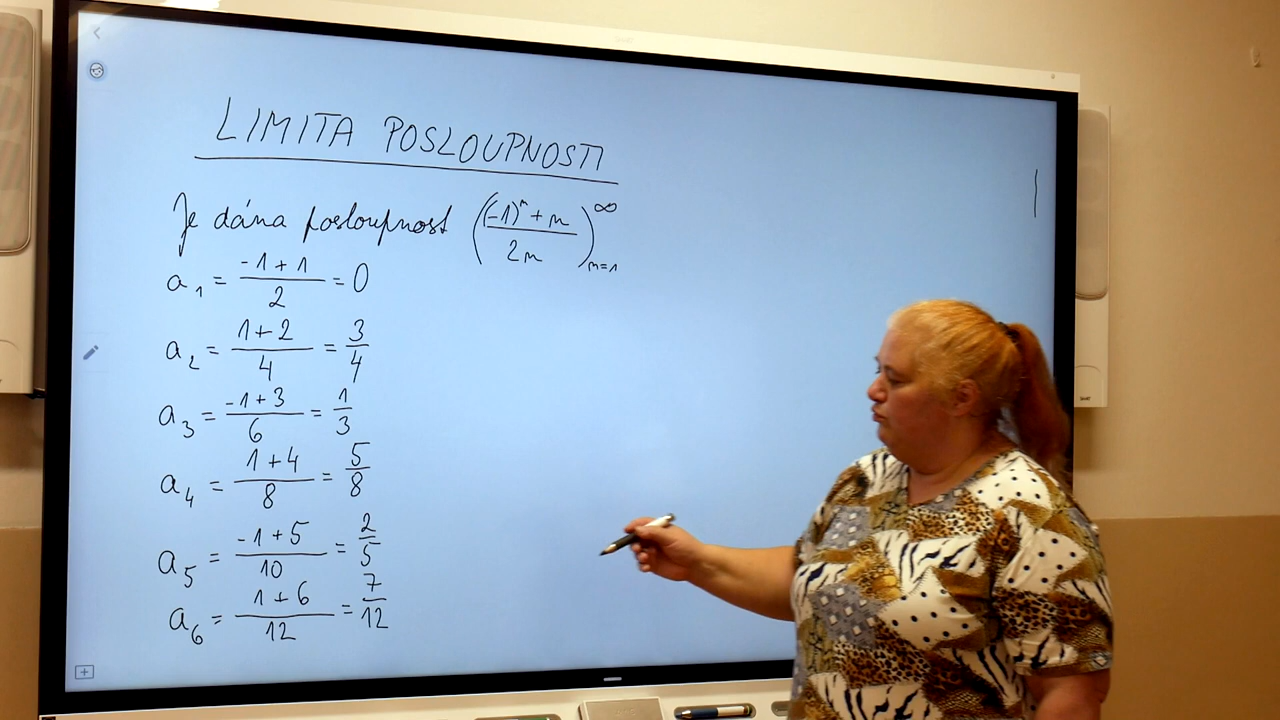 LIMITA POSLOUPNOSTI
Je dána posloupnost ( ((-1)^n + n) / (2n) )_{n=1}^∞
a_1 = (-1+1)/2 = 0
a_2 = (1+2)/4 = 3/4
a_3 = (-1+3)/6 = 1/3
a_4 = (1+4)/8 = 5/8
a_5 = (-1+5)/10 = 2/5
a_6 = (1+6)/12 = 7/12